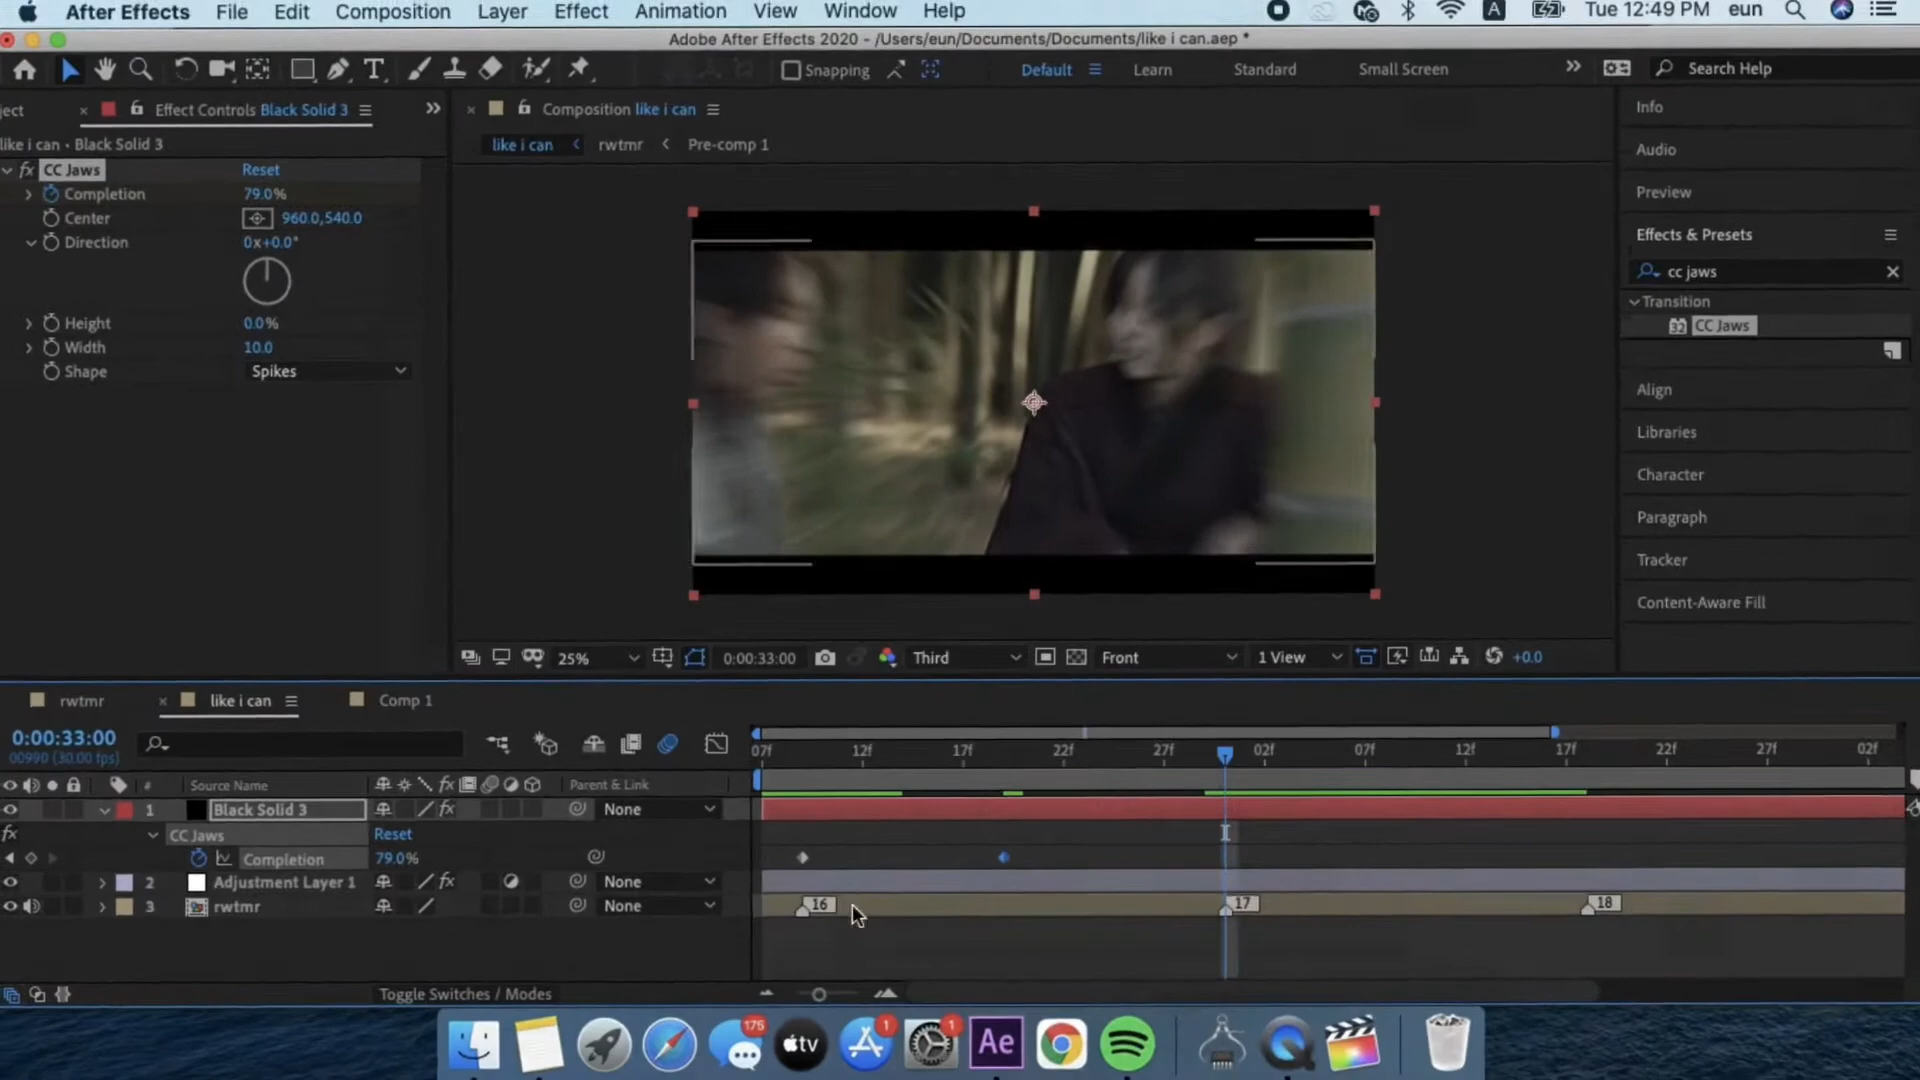 After Effects File Edit Composition Layer Effect Animation View Window Help A Tue 12:49 PM eun
Adobe After Effects 2020 - /Users/eun/Documents/Documents/like i can.aep *
T Snapping Default Learn Standard Small Screen Search Help
ject Effect Controls Black Solid 3
like i can • Black Solid 3
fx CC Jaws Reset
Completion 79.0%
Center 960.0,540.0
Direction 0x+0.0°
Height 0.0%
Width 10.0
Shape Spikes
Composition like i can
like i can rwtmr Pre-comp 1
25% 0:00:33:00 Third Front 1 View +0.0
Info
Audio
Preview
Effects & Presets
cc jaws
Transition
32 CC Jaws
Align
Libraries
Character
Paragraph
Tracker
Content-Aware Fill
rwtmr like i can Comp 1
0:00:33:00
00990 (30.00 fps)
07f 12f 17f 22f 27f 02f 07f 12f 17f 22f 27f 02f
# Source Name fx Parent & Link
1 Black Solid 3 fx None
fx CC Jaws Reset
Completion 79.0%
2 Adjustment Layer 1 fx None
3 rwtmr None 16 17 18
Toggle Switches / Modes
175 tv 1 1 Ae